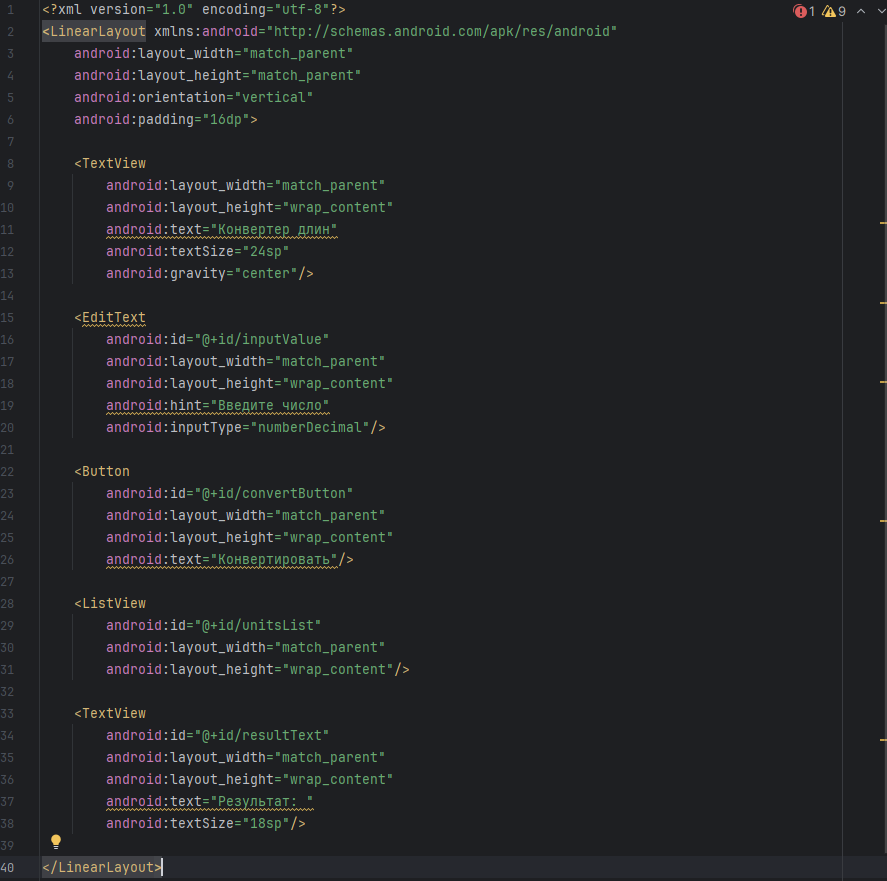 1 <?xml version="1.0" encoding="utf-8"?> 1 9
2 <LinearLayout xmlns:android="http://schemas.android.com/apk/res/android"
3 android:layout_width="match_parent"
4 android:layout_height="match_parent"
5 android:orientation="vertical"
6 android:padding="16dp">
7
8 <TextView
9 android:layout_width="match_parent"
10 android:layout_height="wrap_content"
11 android:text="Конвертер длин"
12 android:textSize="24sp"
13 android:gravity="center"/>
14
15 <EditText
16 android:id="@+id/inputValue"
17 android:layout_width="match_parent"
18 android:layout_height="wrap_content"
19 android:hint="Введите число"
20 android:inputType="numberDecimal"/>
21
22 <Button
23 android:id="@+id/convertButton"
24 android:layout_width="match_parent"
25 android:layout_height="wrap_content"
26 android:text="Конвертировать"/>
27
28 <ListView
29 android:id="@+id/unitsList"
30 android:layout_width="match_parent"
31 android:layout_height="wrap_content"/>
32
33 <TextView
34 android:id="@+id/resultText"
35 android:layout_width="match_parent"
36 android:layout_height="wrap_content"
37 android:text="Результат: "
38 android:textSize="18sp"/>
39
40 </LinearLayout>